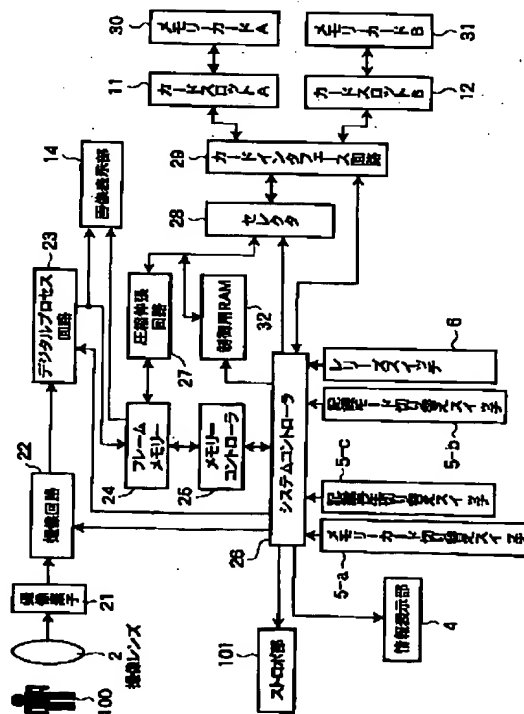 100
2
撮像レンズ
21
撮像素子
22
撮像回路
23
デジタルプロセス
回路
14
画像表示部
24
フレーム
メモリー
25
メモリー
コントローラ
27
圧縮伸張
回路
32
制御用RAM
28
セレクタ
29
カードインタフェース回路
11
カードスロットA
30
メモリーカードA
12
カードスロットB
31
メモリーカードB
26
システムコントローラ
101
ストロボ部
4
情報表示部
5-a
メモリーカード切り替えスイッチ
5-c
切り替えスイッチ
5-b
記録モード切り替えスイッチ
6
レリーズスイッチ